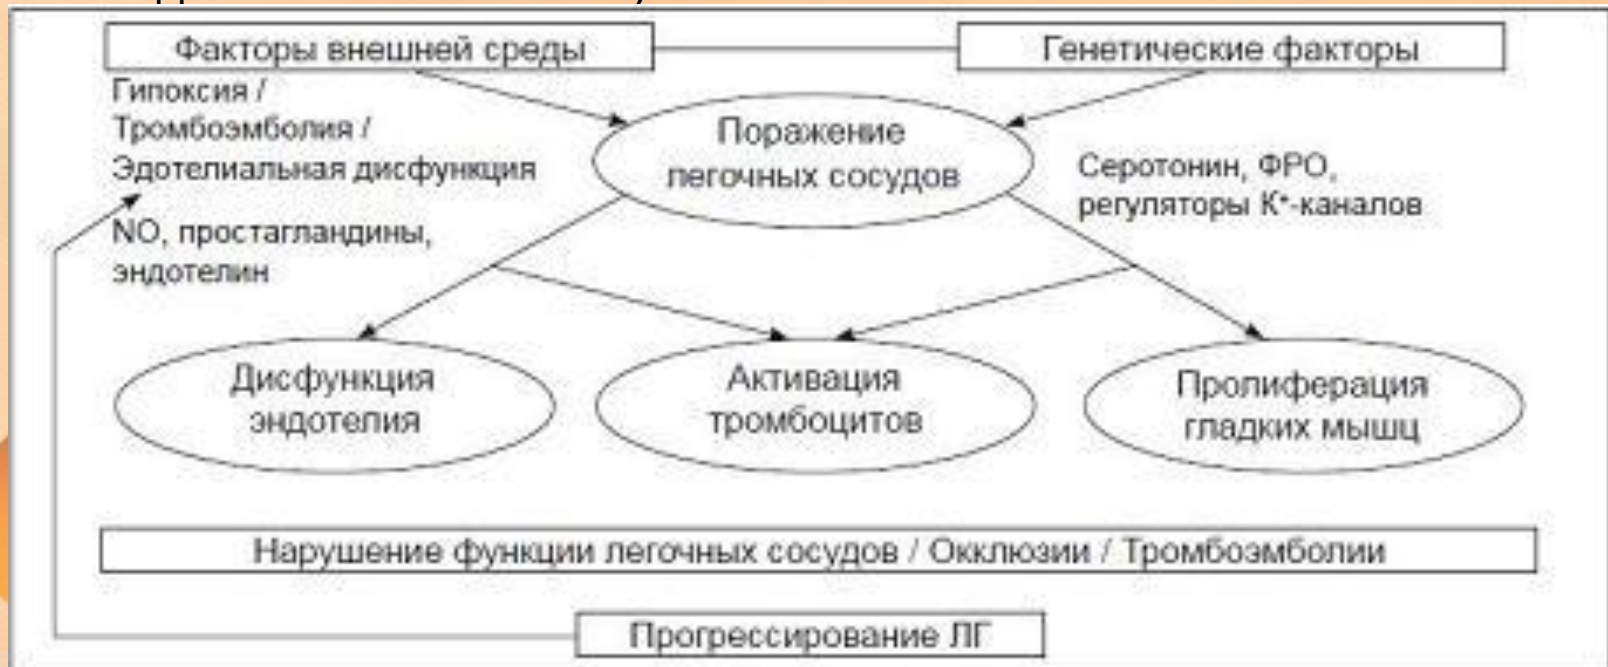 Факторы внешней среды
Генетические факторы
Гипоксия /
Тромбоэмболия /
Эдотелиальная дисфункция
NO, простагландины,
эндотелин
Поражение
легочных сосудов
Серотонин, ФРО,
регуляторы К⁺-каналов
Дисфункция
эндотелия
Активация
тромбоцитов
Пролиферация
гладких мышц
Нарушение функции легочных сосудов / Окклюзии / Тромбоэмболии
Прогрессирование ЛГ